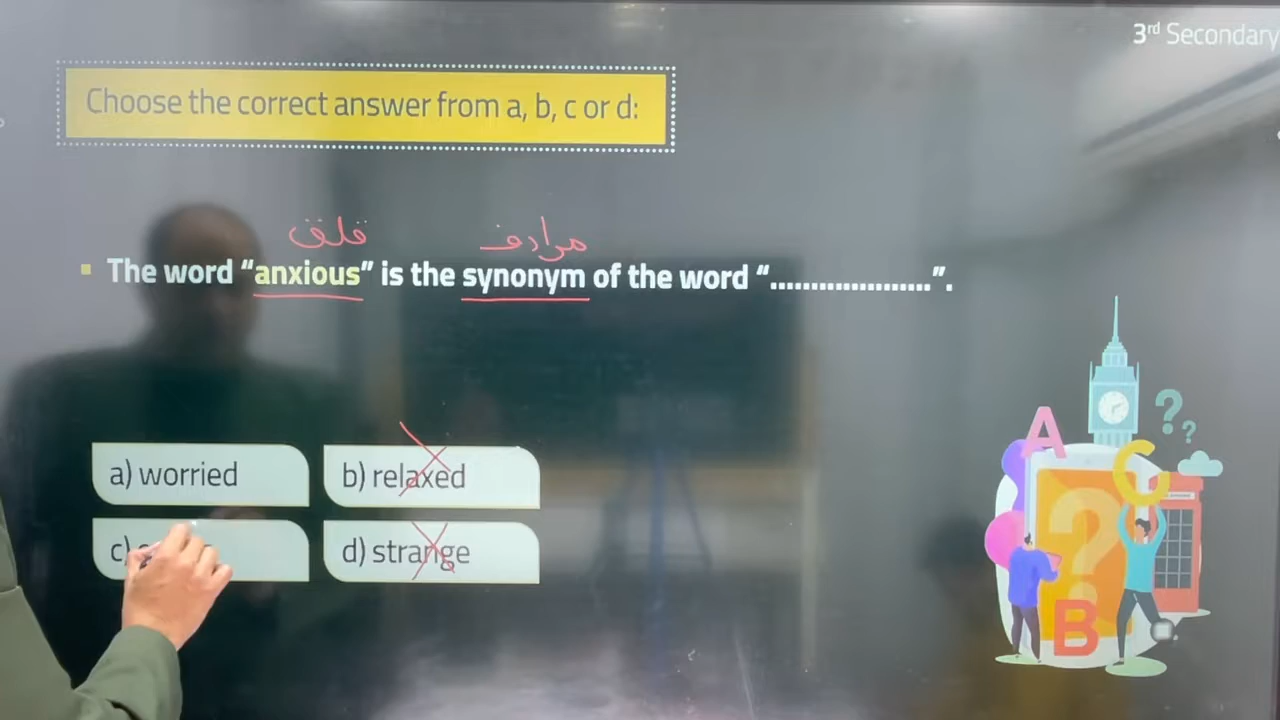 3rd Secondary
Choose the correct answer from a, b, c or d:
قلق مرادف
The word “anxious” is the synonym of the word “....................”.
a) worried b) relaxed
c) d) strange
A
C
B
? ?
?